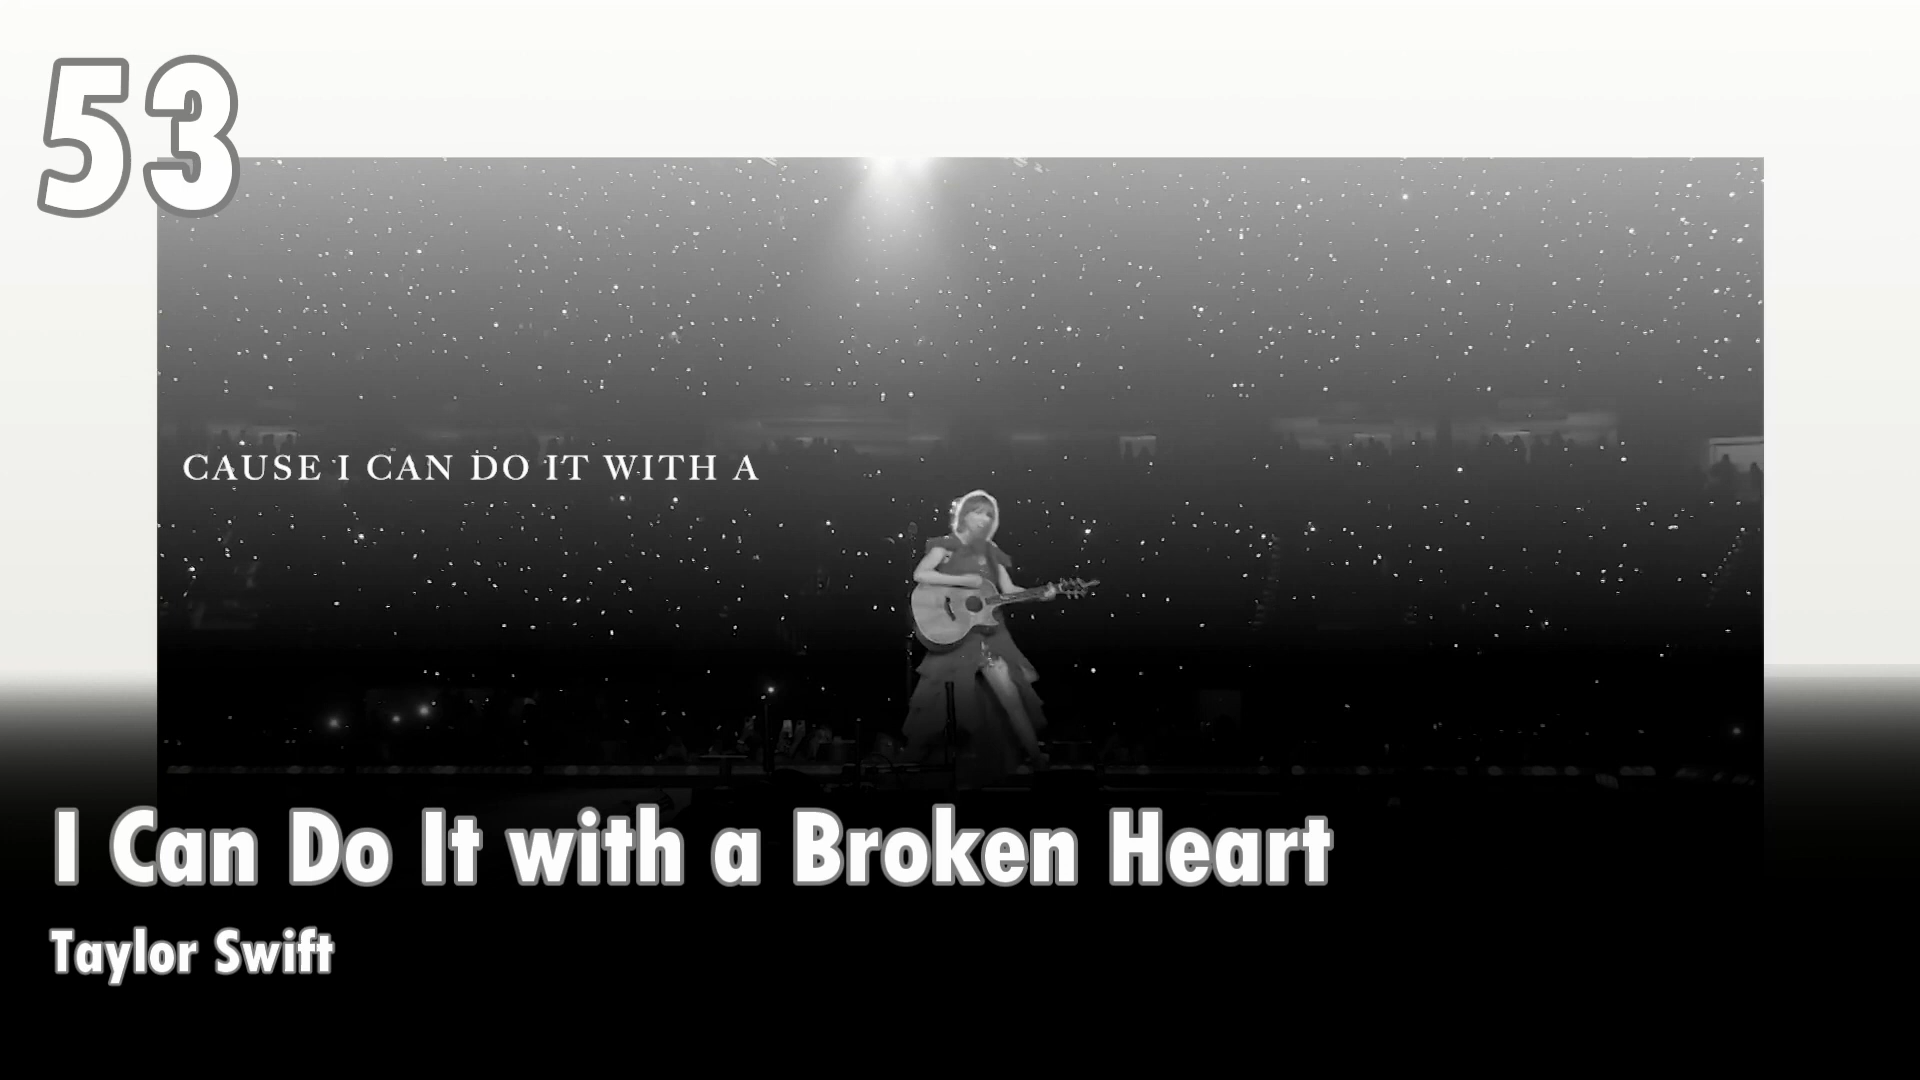 53
CAUSE I CAN DO IT WITH A
I Can Do It with a Broken Heart
Taylor Swift